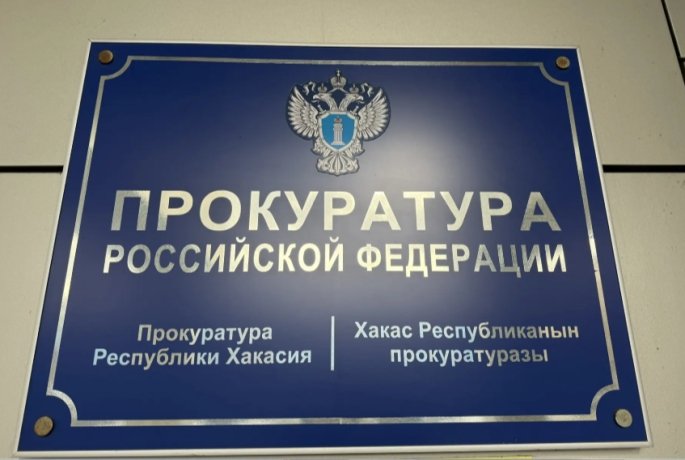 ПРОКУРАТУРА
РОССИЙСКОЙ ФЕДЕРАЦИИ
Прокуратура
Республики Хакасия
Хакас Республиканын
прокуратуразы